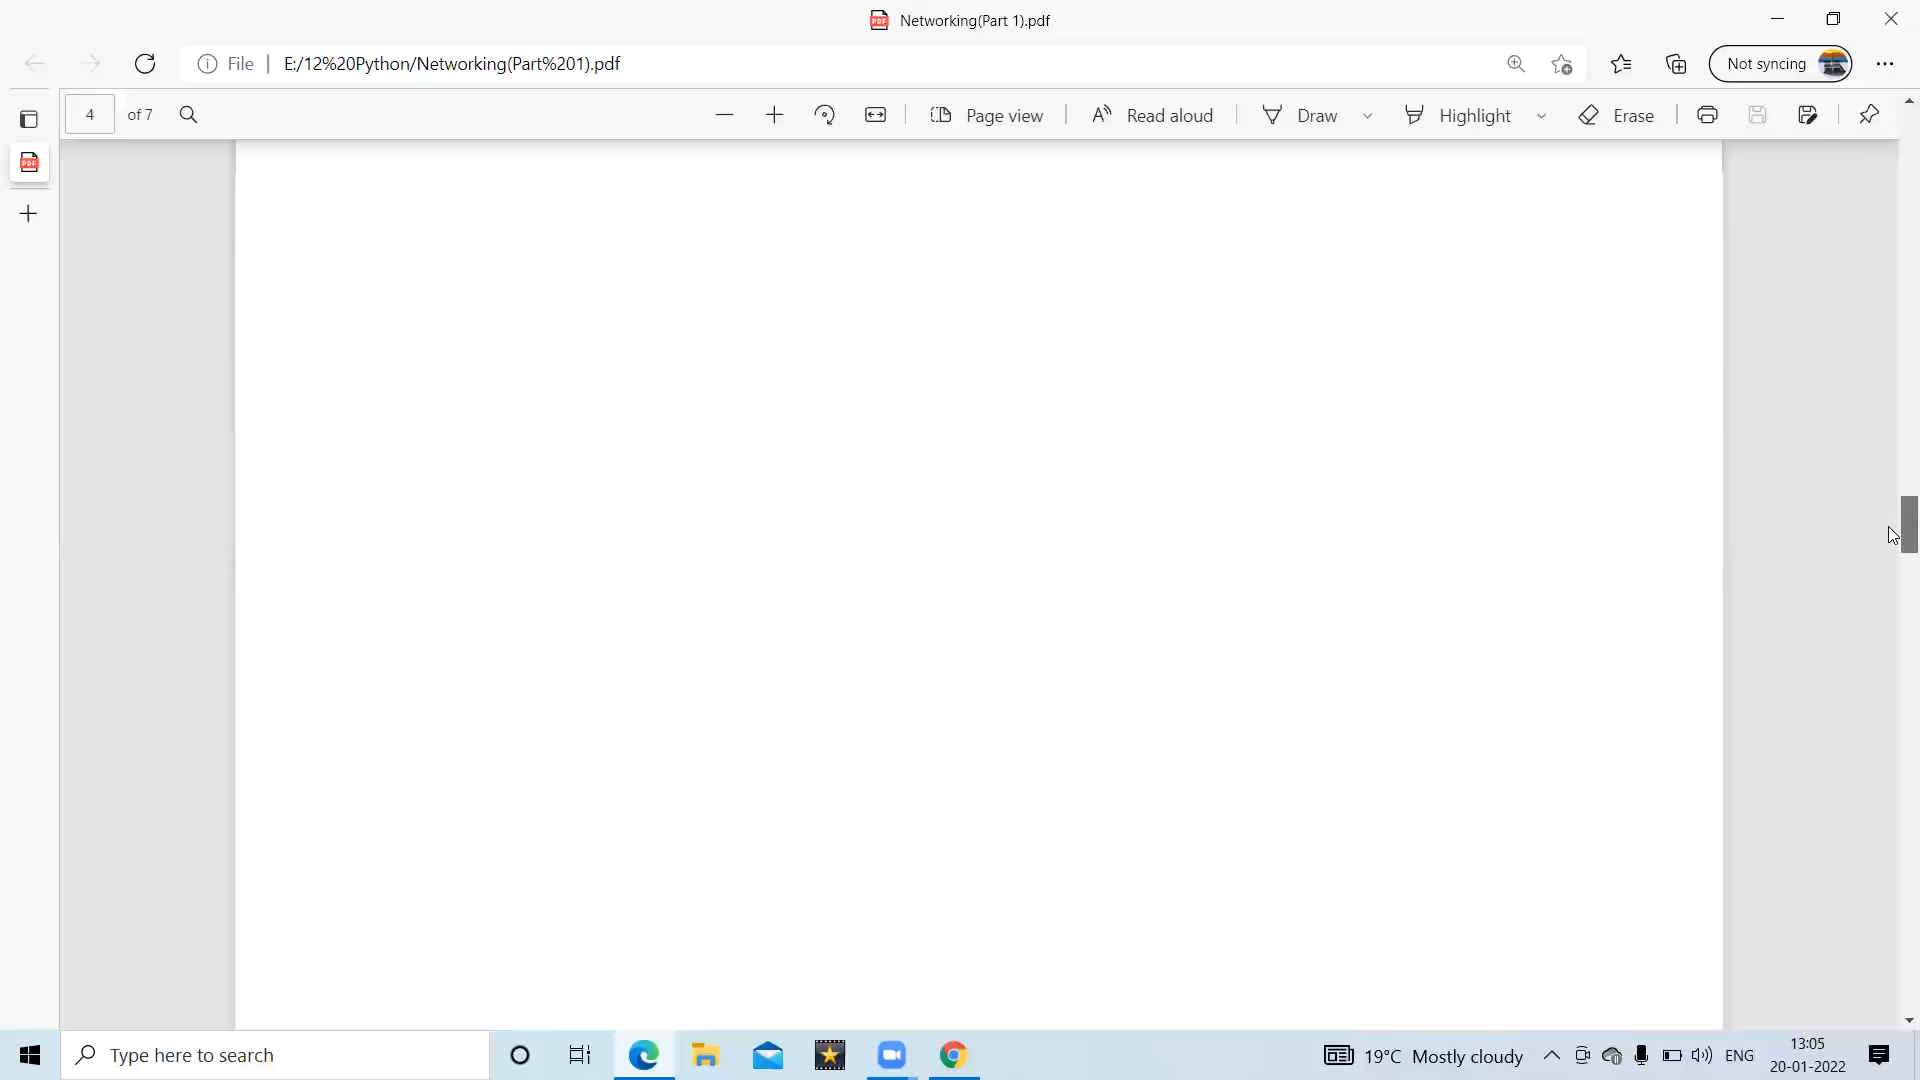 Networking(Part 1).pdf
File
E:/12%20Python/Networking(Part%201).pdf
Not syncing
4 of 7
Page view
Read aloud
Draw
Highlight
Erase
Type here to search
19°C Mostly cloudy
ENG
13:05
20-01-2022